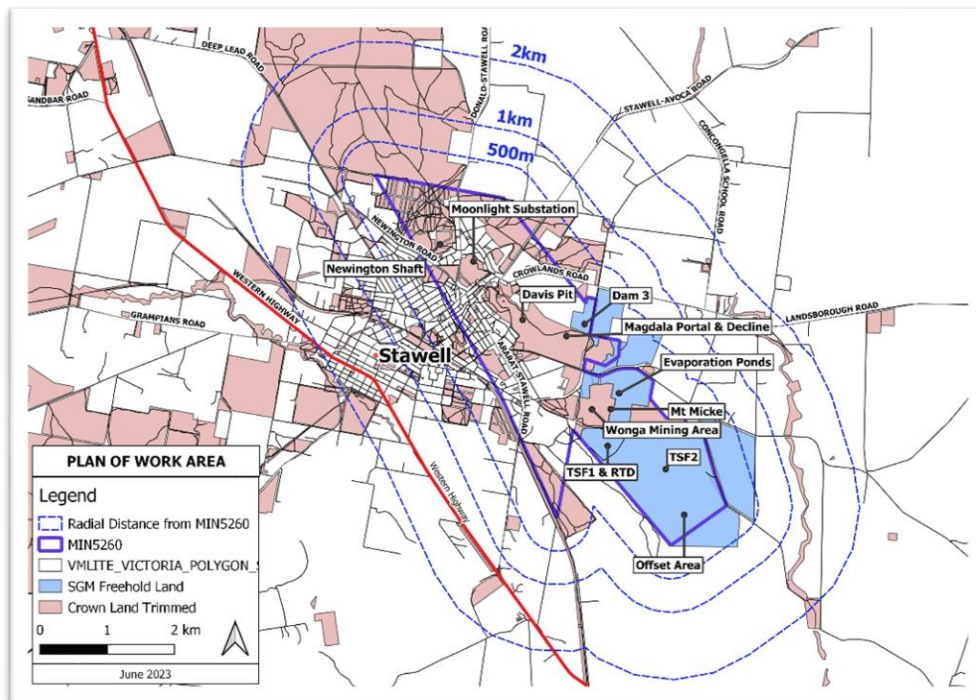 2km
DEEP LEAD ROAD
DONALD-STAWELL ROA
SANDBAR ROAD
STAWELL-AVOCA ROAD
1km
CONCONGELLA SCHOOL ROAD
500m
Moonlight Substation
NEWINGTON ROAD
Newington Shaft
CROWLANDS ROAD
WESTERN HIGHWAY
Davis Pit
Dam 3
LANDSBOROUGH ROAD
GRAMPIANS ROAD
Magdala Portal & Decline
Stawell
ARARAT-STAWELL ROAD
Evaporation Ponds
Mt Micke
Wonga Mining Area
TSF2
TSF1 & RTD
Western Highway
Offset Area
PLAN OF WORK AREA
Legend
Radial Distance from MIN5260
MIN5260
VMLITE_VICTORIA_POLYGON_
SGM Freehold Land
Crown Land Trimmed
0 1 2 km
June 2023